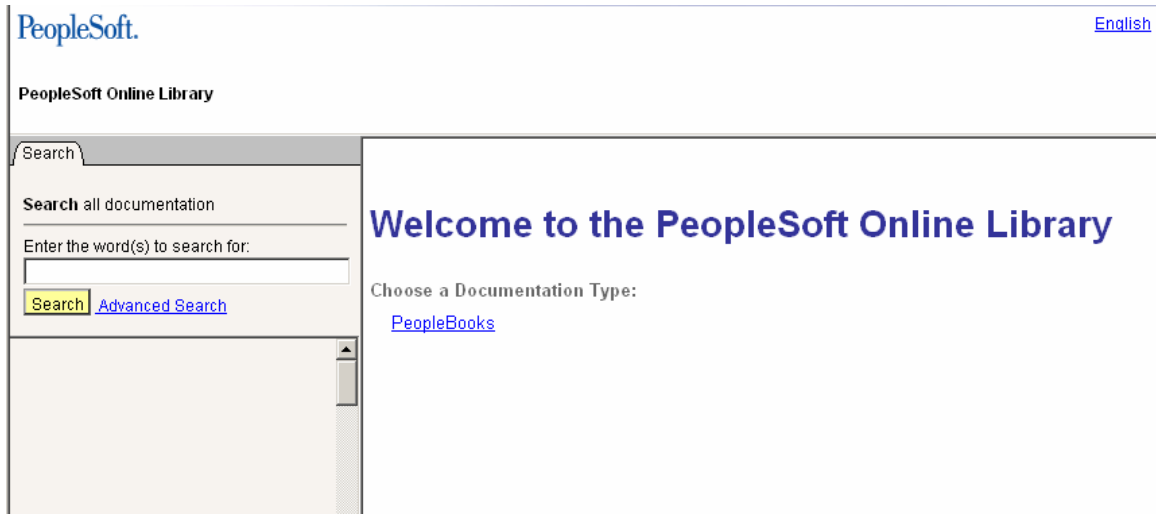 PeopleSoft.
English
PeopleSoft Online Library
Search
Search all documentation
Enter the word(s) to search for:
Search Advanced Search
Welcome to the PeopleSoft Online Library
Choose a Documentation Type:
PeopleBooks